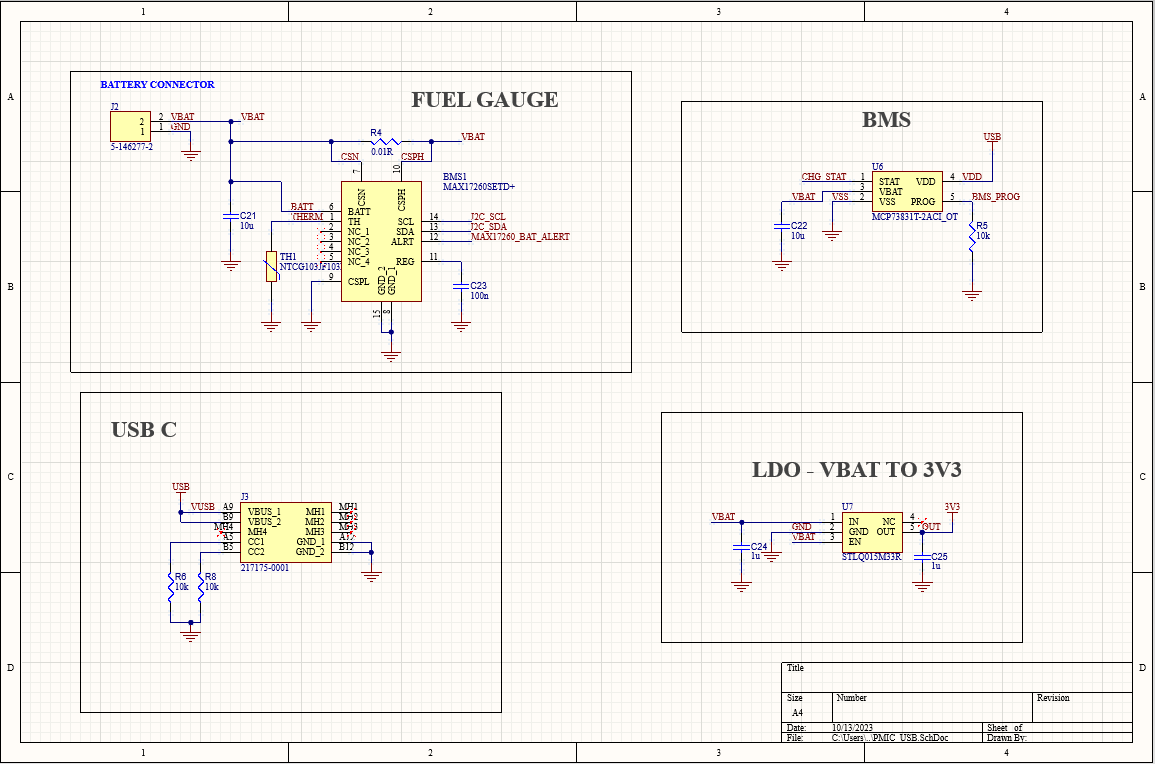 1 2 3 4
A
B
C
D
A
B
C
D
1 2 3 4
BATTERY CONNECTOR
FUEL GAUGE
J2
2
1
2 VBAT
1 GND
5-146277-2
VBAT
R4
0.01R
VBAT
CSN
CSPH
7
10
BMS1
MAX17260SETD+
CSN
CSPH
C21
10u
BATT 6 BATT
THERM 1 TH
2 NC_1
3 NC_2
4 NC_3
5 NC_4
9 CSPL
SCL 14 I2C_SCL
SDA 13 I2C_SDA
ALRT 12 MAX17260_BAT_ALERT
REG 11
GND_2
GND_1
15
8
TH1
C23
100n
BMS
USB
U6
CHG_STAT 1 STAT
VBAT 3 VBAT
VSS 2 VSS
VDD 4 VDD
PROG 5 BMS_PROG
MCP73831T-2ACI_OT
C22
10u
R5
10k
USB C
USB
J3
VUSB A9 VBUS_1
B9 VBUS_2
MH4 MH4
A5 CC1
B5 CC2
MH1 MH1
MH2 MH2
MH3 MH3
GND_1 A12
GND_2 B12
217175-0001
R6
10k
R8
10k
LDO - VBAT TO 3V3
VBAT
U7
1 IN
GND 2 GND
VBAT 3 EN
NC 4
OUT 5 OUT
3V3
STLQ015M33R
C24
1u
C25
1u
Title
Size
A4
Number
Revision
Date: 10/13/2023
Sheet of
File: C:\Users\..\PMIC_USB.SchDoc
Drawn By: